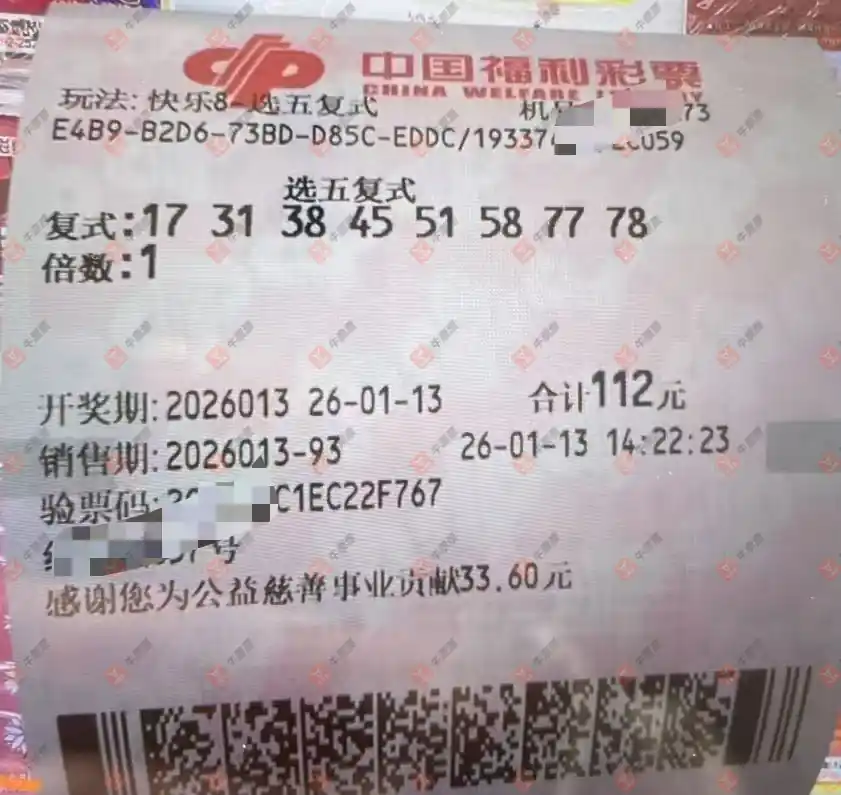 中国福利彩票
CHINA WELFARE
玩法:快乐8-选五复式 73
E4B9-B2D6-73BD-D85C-EDDC/19337
选五复式
复式:17 31 38 45 51 58 77 78
倍数:1
开奖期:2026013 26-01-13 合计112元
销售期:2026013-93 26-01-13 14:22:23
验票码: C1EC22F767
号
感谢您为公益慈善事业贡献33.60元